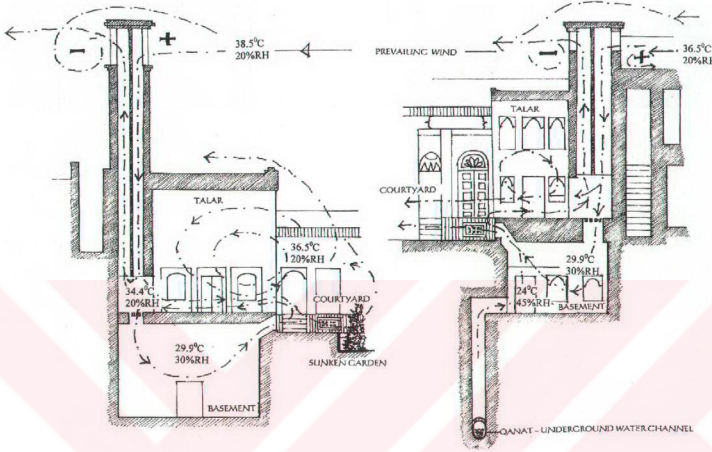 38.5°C
20%RH
TALAR
36.5°C
20%RH
34.4°C
20%RH
COURTYARD
29.9°C
30%RH
SUNKEN GARDEN
BASEMENT
PREVAILING WIND
36.5°C
20%RH
TALAR
COURTYARD
29.9°C
30%RH
24°C
45%RH
BASEMENT
QANAT - UNDERGROUND WATER CHANNEL